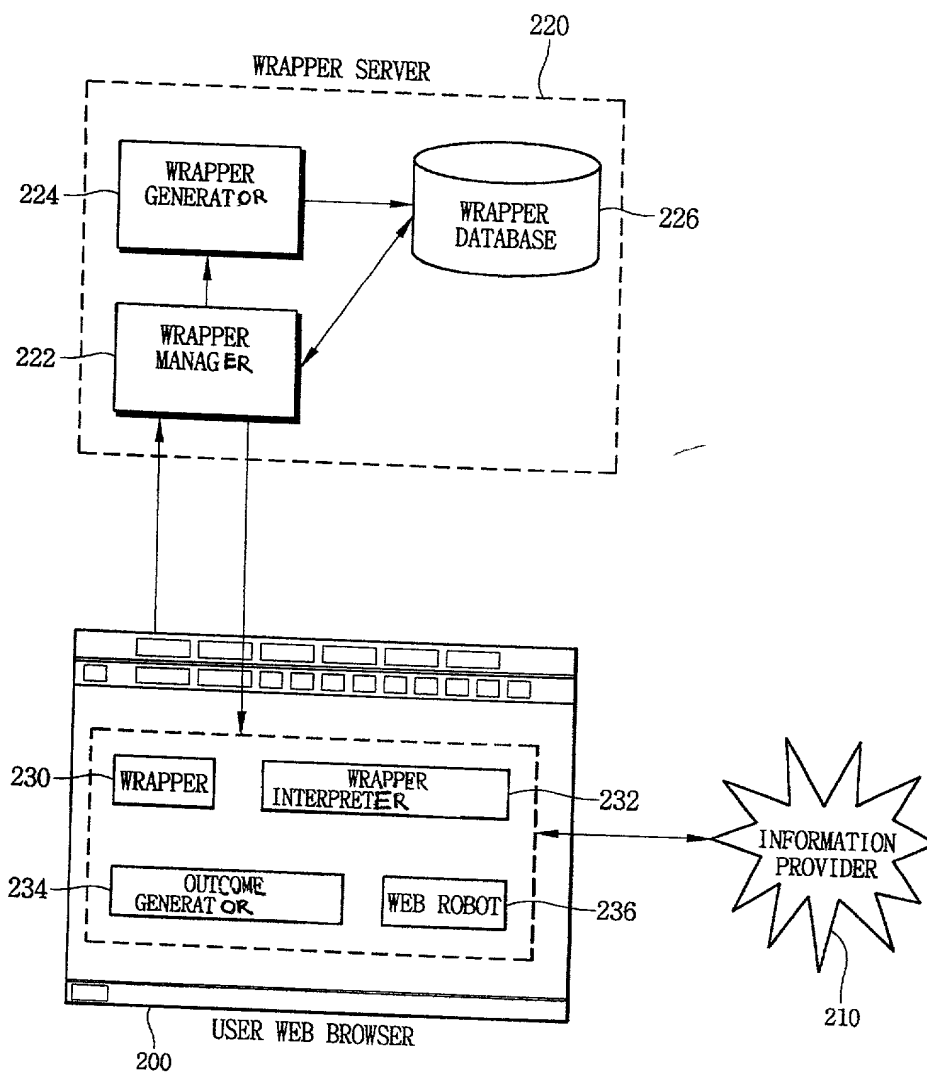 220
WRAPPER SERVER
WRAPPER
GENERATOR
224
WRAPPER
DATABASE
226
WRAPPER
MANAGER
222
230
WRAPPER
WRAPPER
INTERPRETER
232
234
OUTCOME
GENERATOR
WEB ROBOT
236
INFORMATION
PROVIDER
210
200
USER WEB BROWSER